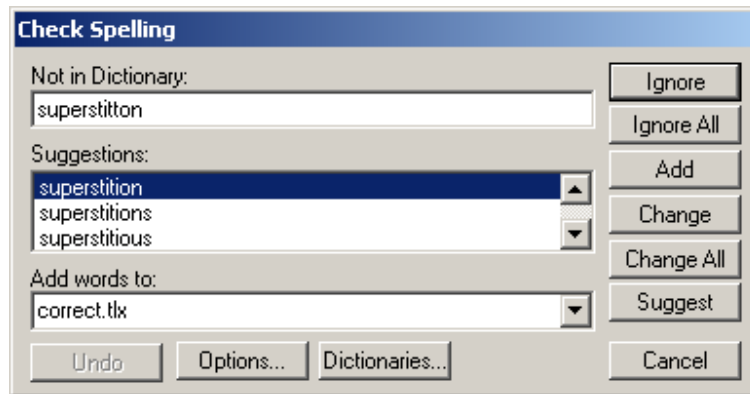 Check Spelling
Not in Dictionary:
superstitton
Suggestions:
superstition
superstitions
superstitious
Add words to:
correct.tlx
Undo
Options...
Dictionaries...
Ignore
Ignore All
Add
Change
Change All
Suggest
Cancel